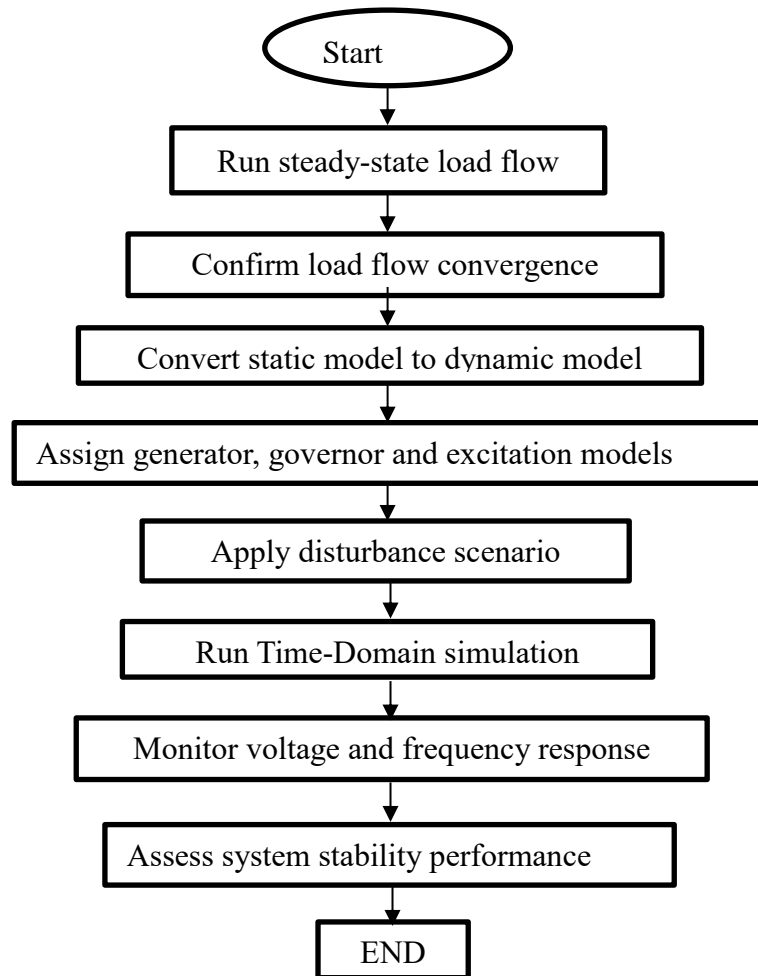 Start
Run steady-state load flow
Confirm load flow convergence
Convert static model to dynamic model
Assign generator, governor and excitation models
Apply disturbance scenario
Run Time-Domain simulation
Monitor voltage and frequency response
Assess system stability performance
END